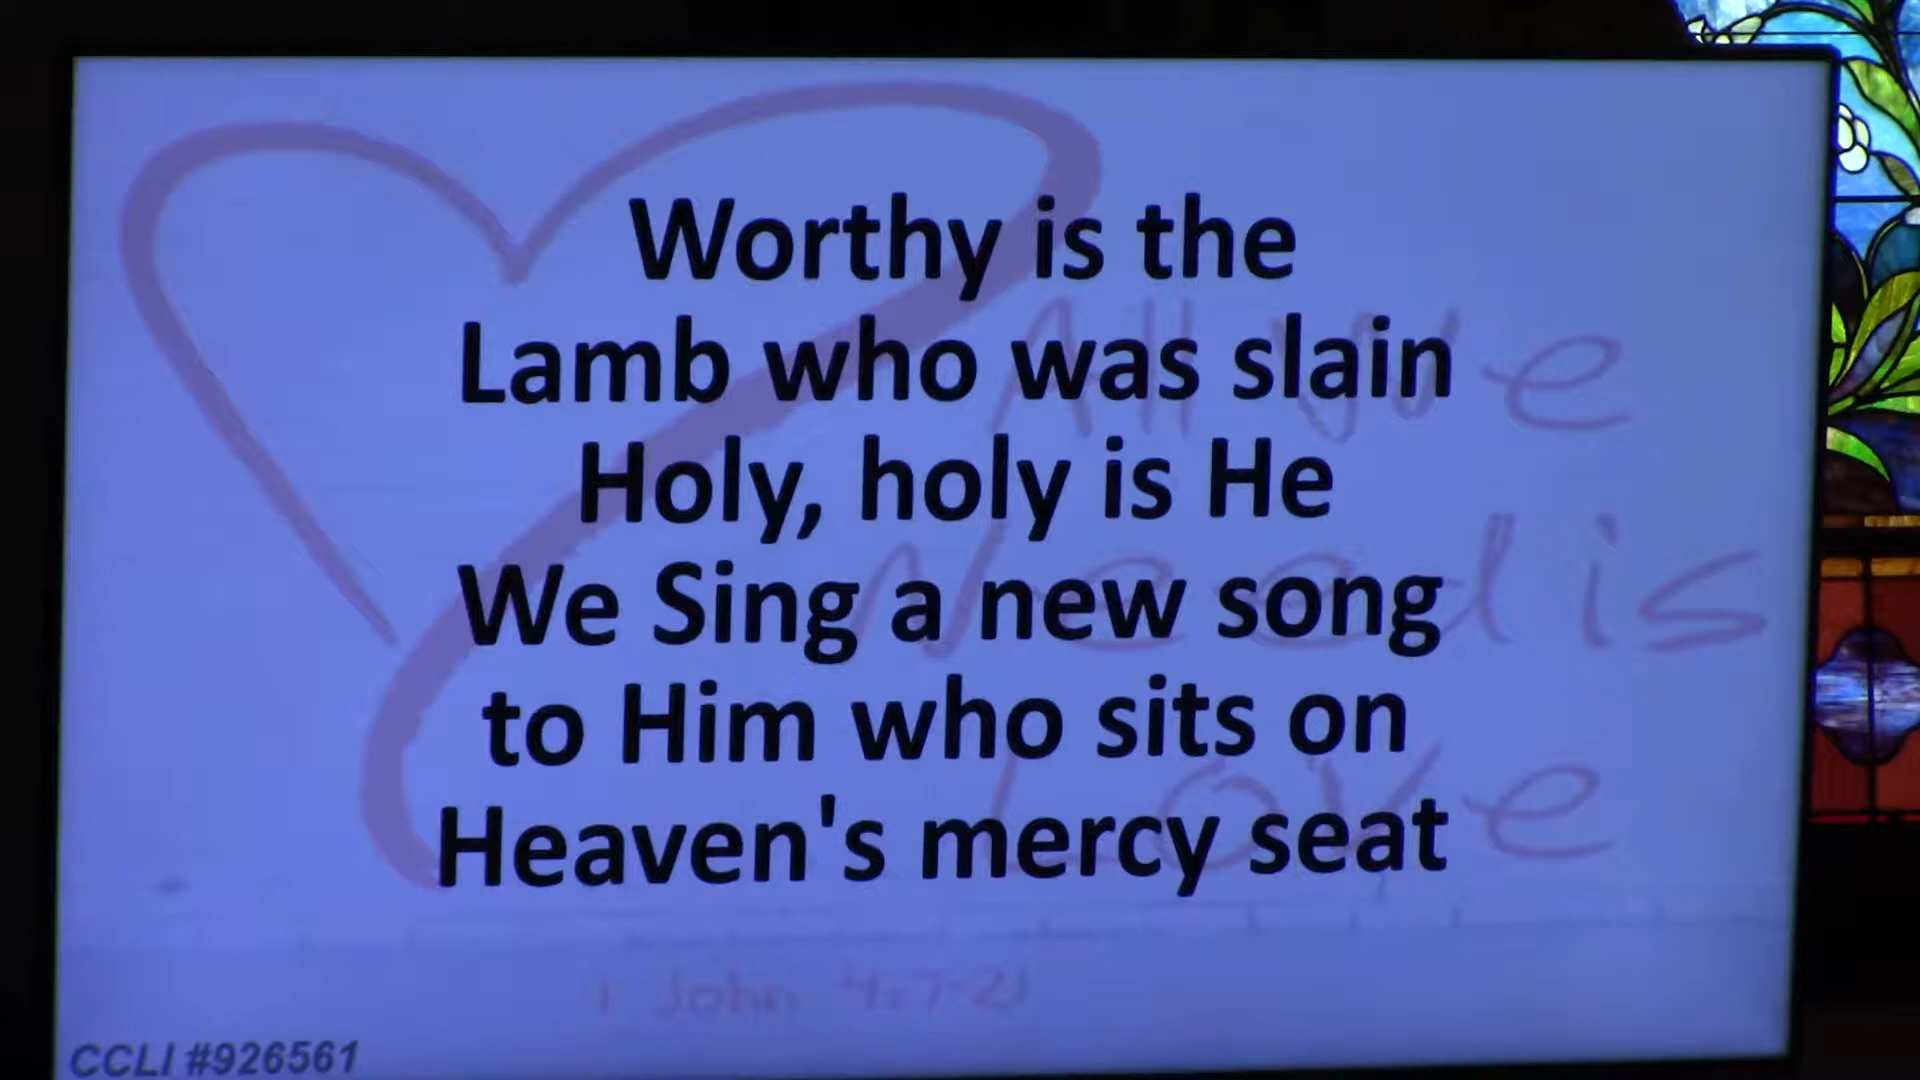 Worthy is the
Lamb who was slain
Holy, holy is He
We Sing a new song
to Him who sits on
Heaven's mercy seat
All We
Need is
Love
1 John 4:7-21
CCLI #926561